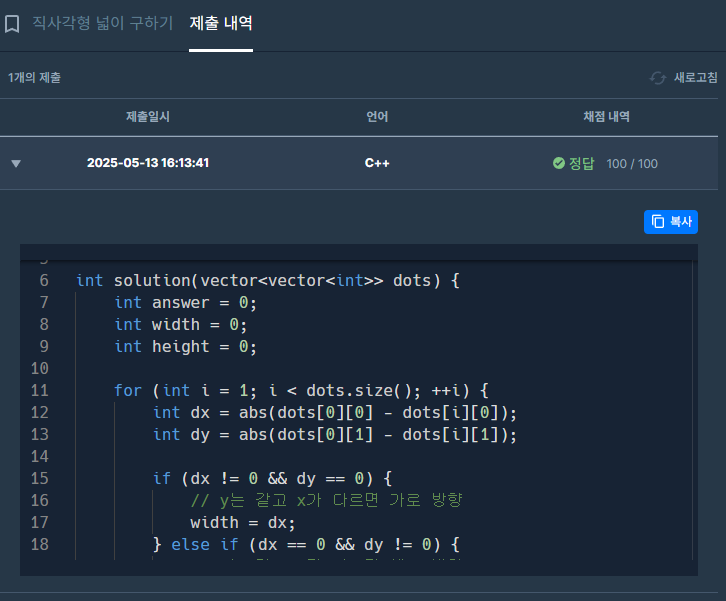 직사각형 넓이 구하기 제출 내역
1개의 제출 새로고침
제출일시 언어 채점 내역
2025-05-13 16:13:41 C++ 정답 100 / 100
복사
6 int solution(vector<vector<int>> dots) {
7 int answer = 0;
8 int width = 0;
9 int height = 0;
10
11 for (int i = 1; i < dots.size(); ++i) {
12 int dx = abs(dots[0][0] - dots[i][0]);
13 int dy = abs(dots[0][1] - dots[i][1]);
14
15 if (dx != 0 && dy == 0) {
16 // y는 같고 x가 다르면 가로 방향
17 width = dx;
18 } else if (dx == 0 && dy != 0) {